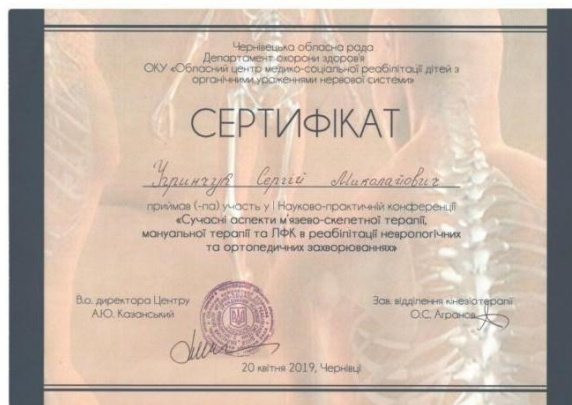 Чернівецька обласна рада
Департамент охорони здоров'я
ОКУ «Обласний центр медико-соціальної реабілітації дітей з
органічними ураженнями нервової системи»
СЕРТИФІКАТ
Угринчук Сергій Миколайович
приймав (-ла) участь у І Науково-практичній конференції
«Сучасні аспекти м'язево-скелетної терапії,
мануальної терапії та ЛФК в реабілітації неврологічних
та ортопедичних захворюваннях»
В.о. директора Центру
А.Ю. Казанський
Зав. відділення кінезіотерапії
О.С. Агранов
20 квітня 2019, Чернівці